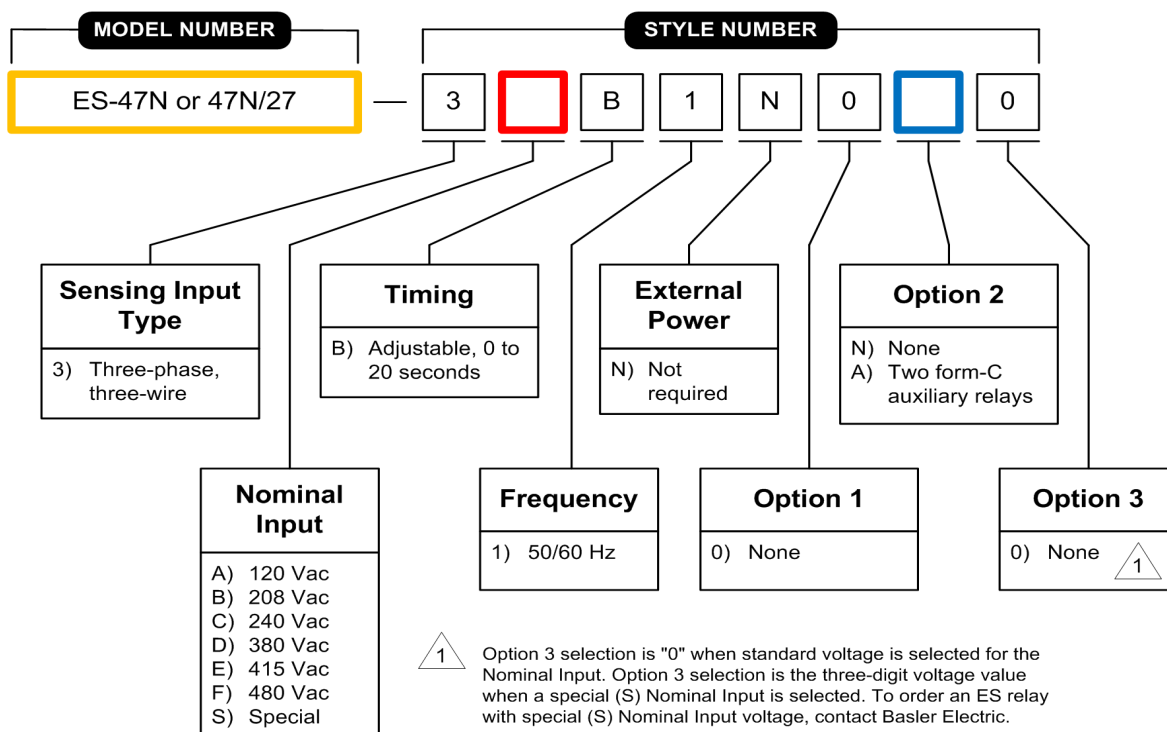 MODEL NUMBER
STYLE NUMBER
ES-47N or 47N/27 — 3 B 1 N 0 0
Sensing Input
Type
3) Three-phase,
three-wire
Timing
B) Adjustable, 0 to
20 seconds
External
Power
N) Not
required
Option 2
N) None
A) Two form-C
auxiliary relays
Nominal
Input
A) 120 Vac
B) 208 Vac
C) 240 Vac
D) 380 Vac
E) 415 Vac
F) 480 Vac
S) Special
Frequency
1) 50/60 Hz
Option 1
0) None
Option 3
0) None 1
1 Option 3 selection is "0" when standard voltage is selected for the
Nominal Input. Option 3 selection is the three-digit voltage value
when a special (S) Nominal Input is selected. To order an ES relay
with special (S) Nominal Input voltage, contact Basler Electric.